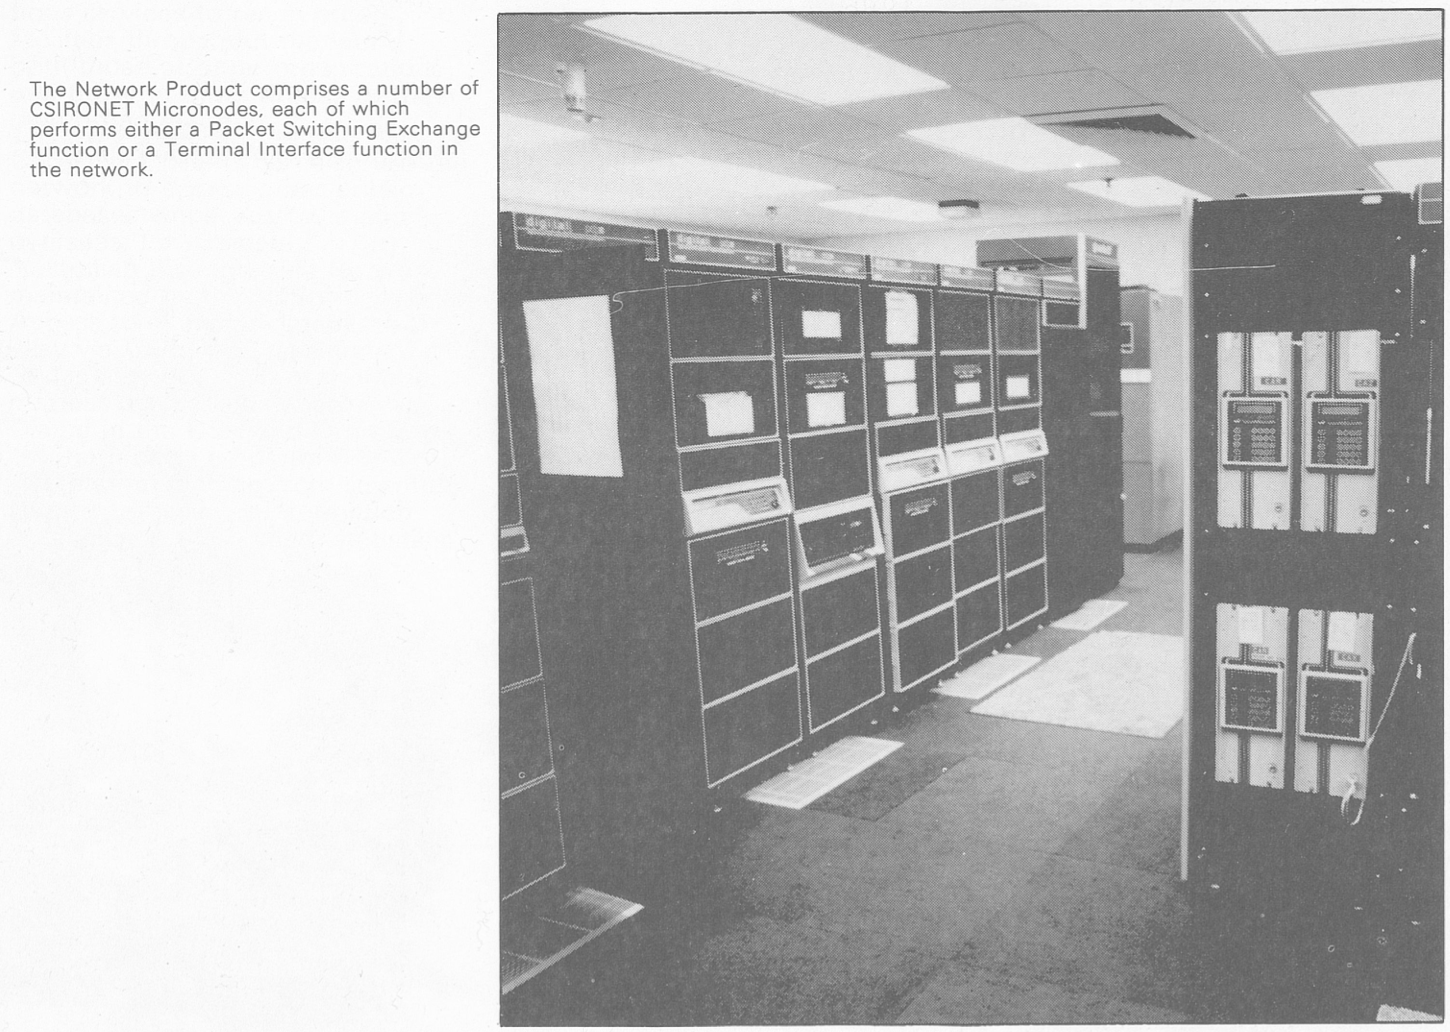 The Network Product comprises a number of
CSIRONET Micronodes, each of which
performs either a Packet Switching Exchange
function or a Terminal Interface function in
the network.